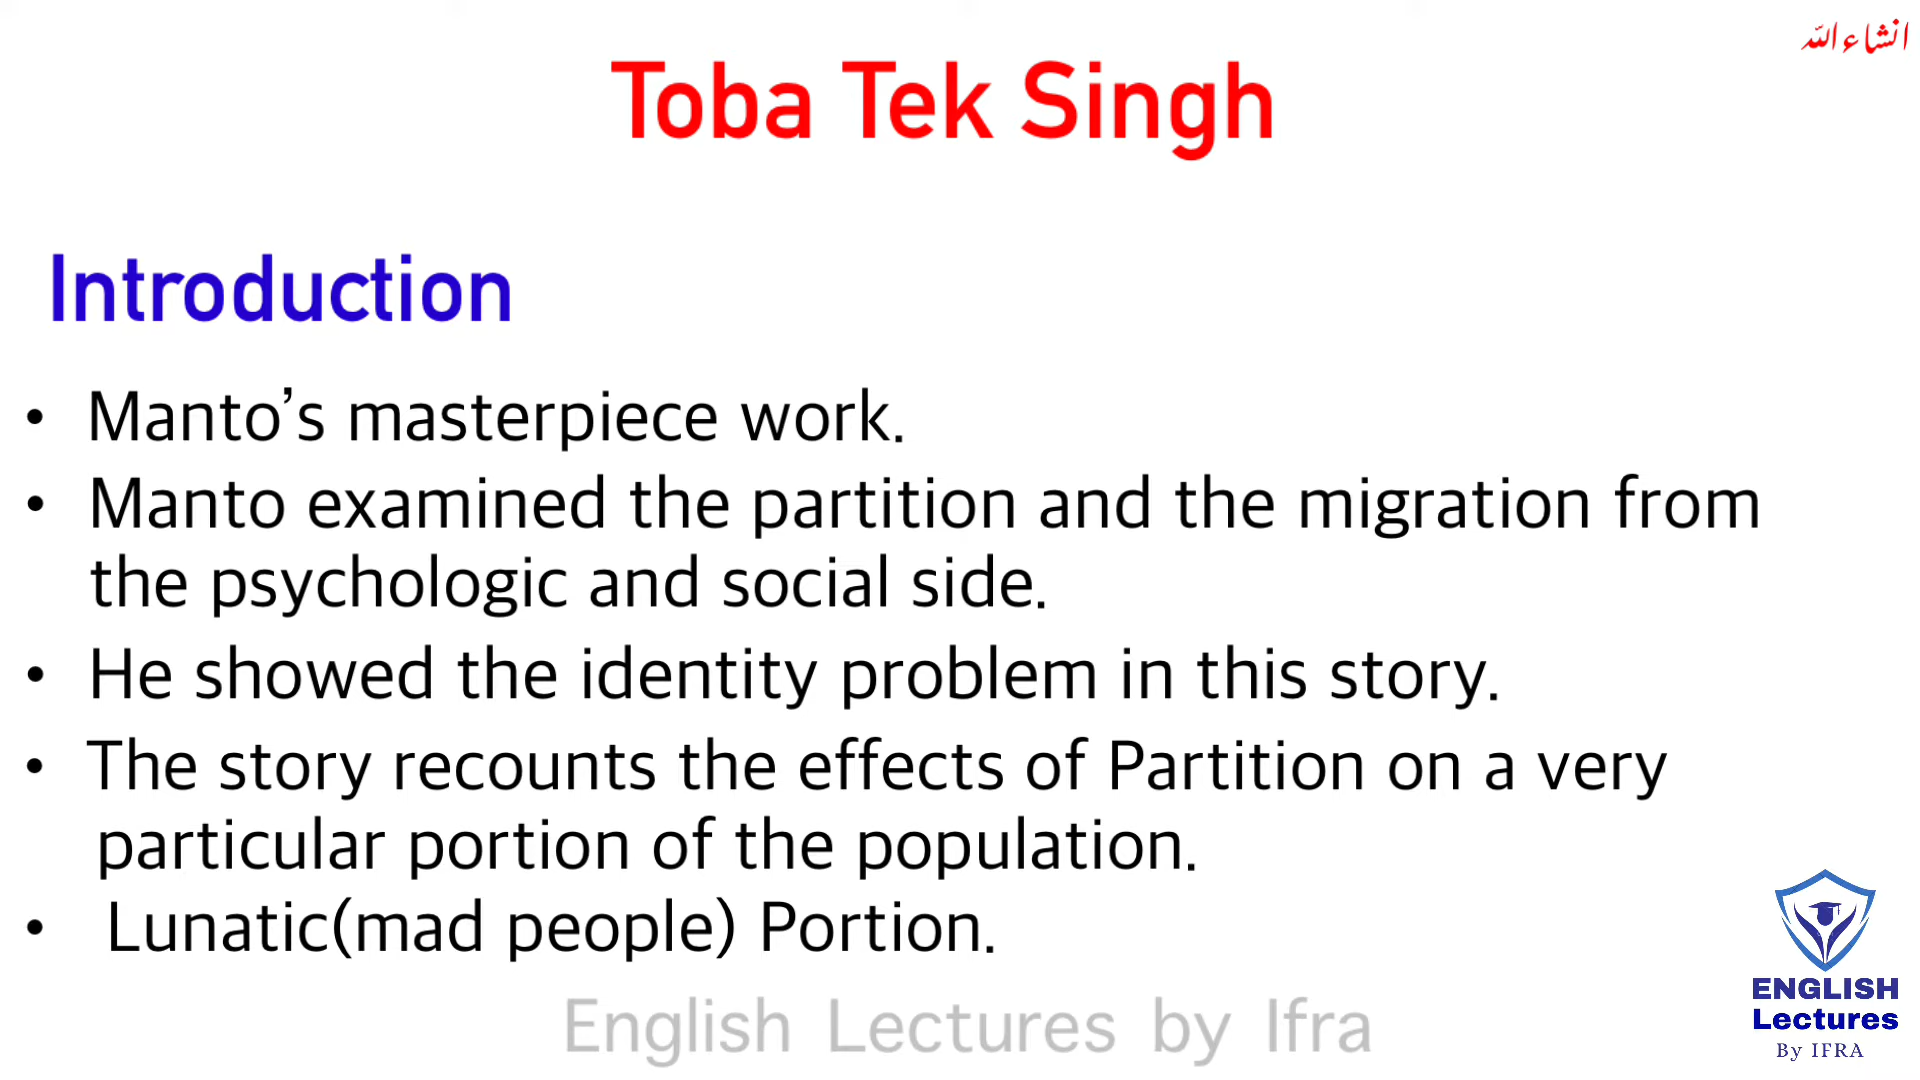 انشاء اللہ
Toba Tek Singh
Introduction
• Manto’s masterpiece work.
• Manto examined the partition and the migration from
the psychologic and social side.
• He showed the identity problem in this story.
• The story recounts the effects of Partition on a very
particular portion of the population.
• Lunatic(mad people) Portion.
English Lectures by Ifra
ENGLISH
Lectures
By IFRA